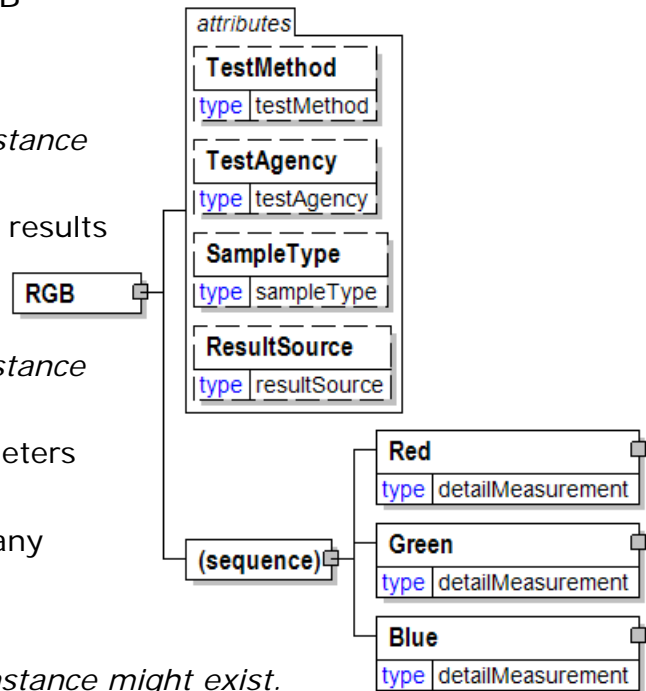 B
stance
results
stance
eters
any
nstance might exist.
RGB
attributes
TestMethod
type testMethod
TestAgency
type testAgency
SampleType
type sampleType
ResultSource
type resultSource
(sequence)
Red
type detailMeasurement
Green
type detailMeasurement
Blue
type detailMeasurement